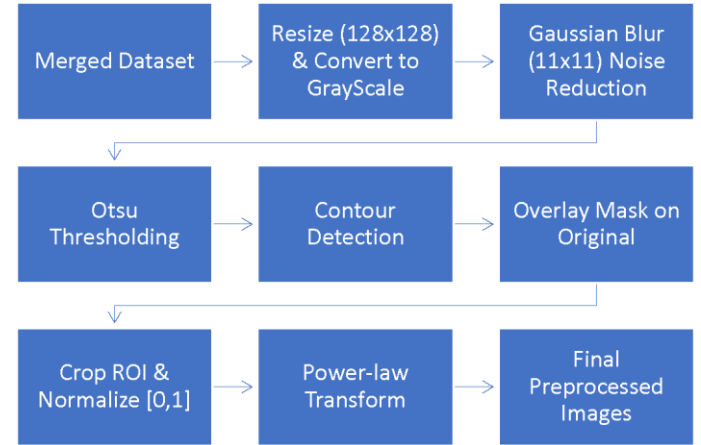 Merged Dataset
Resize (128x128)
& Convert to
GrayScale
Gaussian Blur
(11x11) Noise
Reduction
Otsu
Thresholding
Contour
Detection
Overlay Mask on
Original
Crop ROI &
Normalize [0,1]
Power-law
Transform
Final
Preprocessed
Images